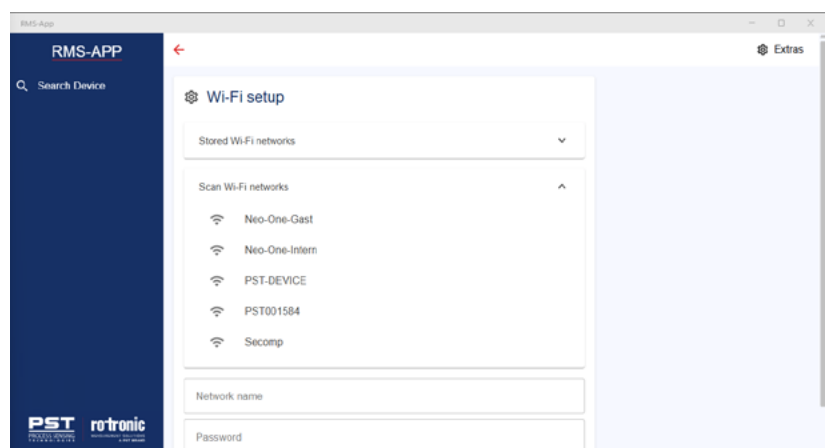 RMS-App
RMS-APP
Extras
Search Device
Wi-Fi setup
Stored Wi-Fi networks
Scan Wi-Fi networks
Neo-One-Gast
Neo-One-Intern
PST-DEVICE
PST001584
Secomp
Network name
Password
PST
rotronic